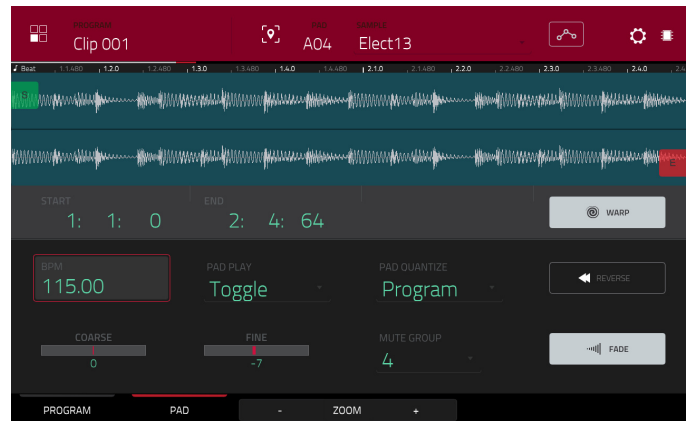 PROGRAM PAD SAMPLE
Clip 001 A04 Elect13
Beat 1.1.480 1.2.0 1.2.480 1.3.0 1.3.480 1.4.0 1.4.480 2.1.0 2.1.480 2.2.0 2.2.480 2.3.0 2.3.480 2.4.0 2.4
S
E
START END
1: 1: 0 2: 4: 64 WARP
BPM PAD PLAY PAD QUANTIZE
115.00 Toggle Program REVERSE
COARSE FINE MUTE GROUP
0 -7 4 FADE
PROGRAM PAD - ZOOM +